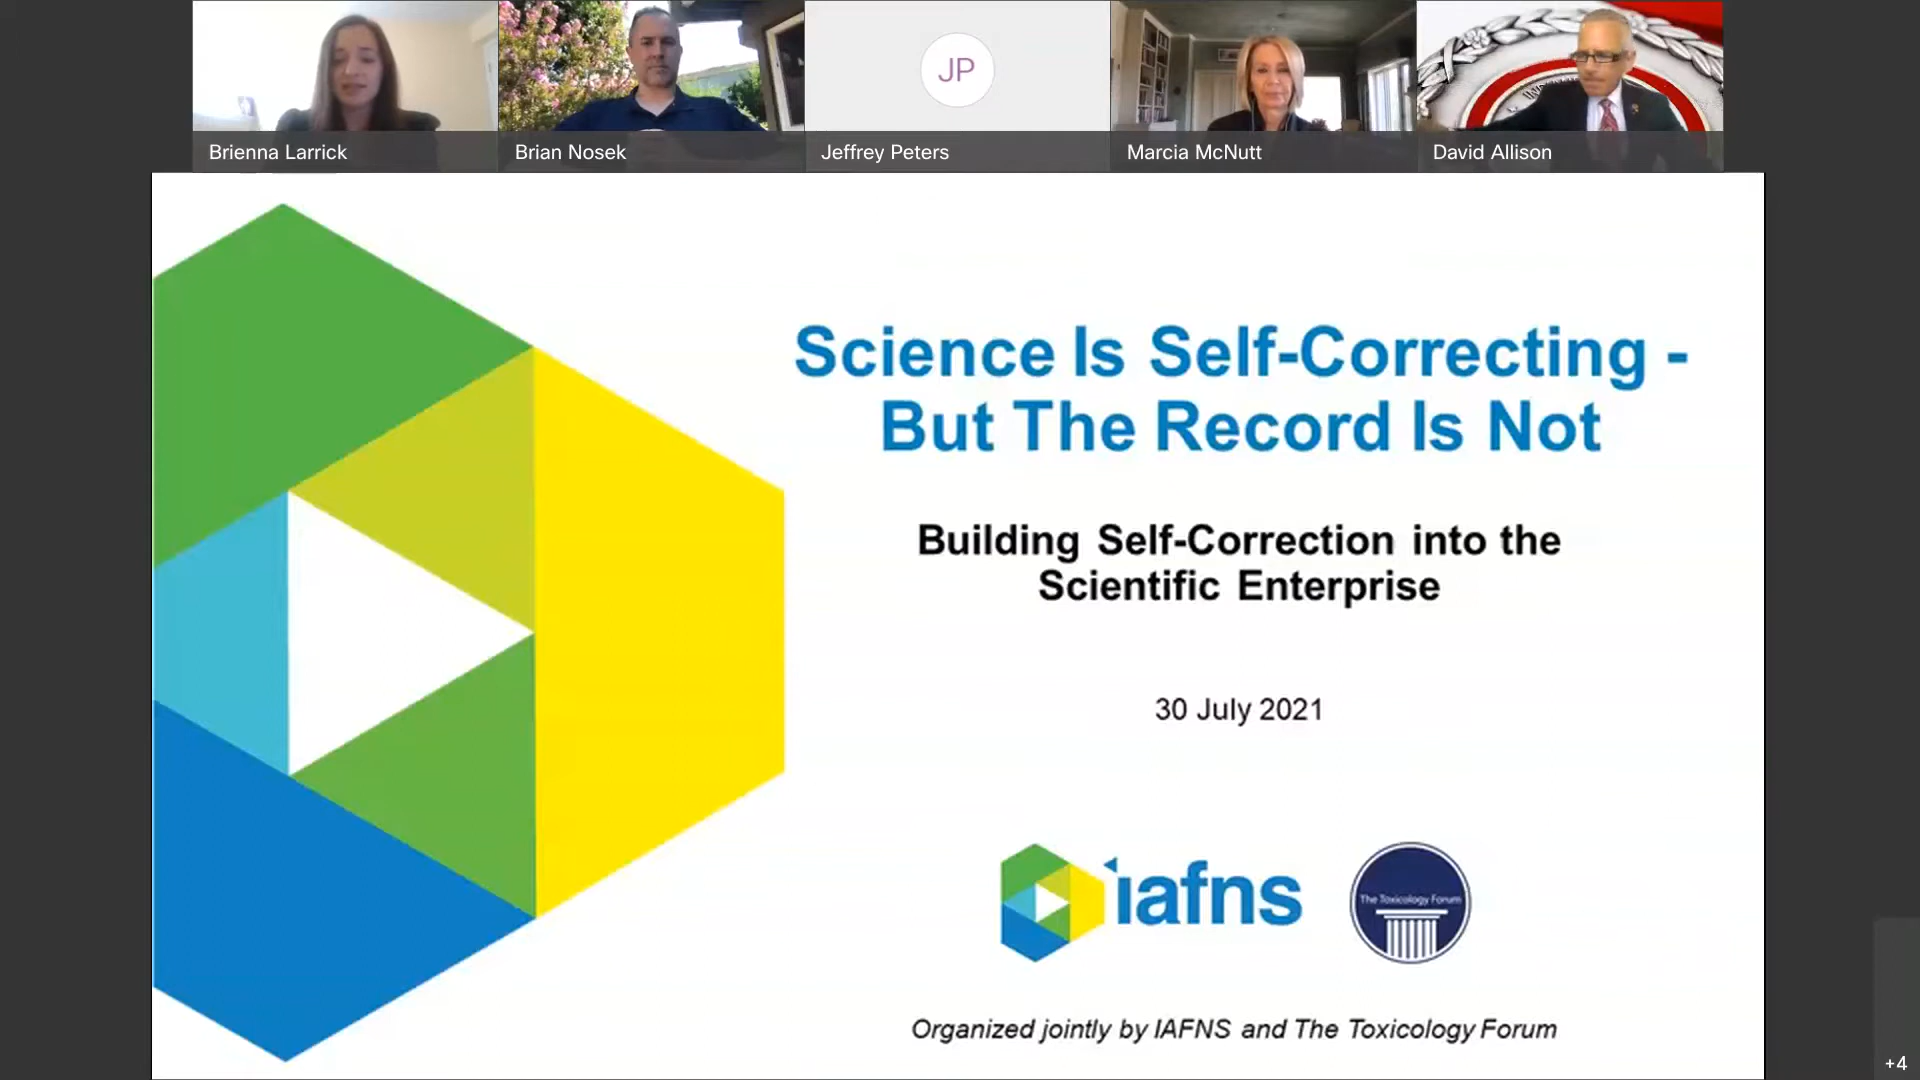 Brienna Larrick
Brian Nosek
JP
Jeffrey Peters
Marcia McNutt
David Allison
Science Is Self-Correcting -
But The Record Is Not
Building Self-Correction into the
Scientific Enterprise
30 July 2021
iafns
The Toxicology Forum
Organized jointly by IAFNS and The Toxicology Forum
+4